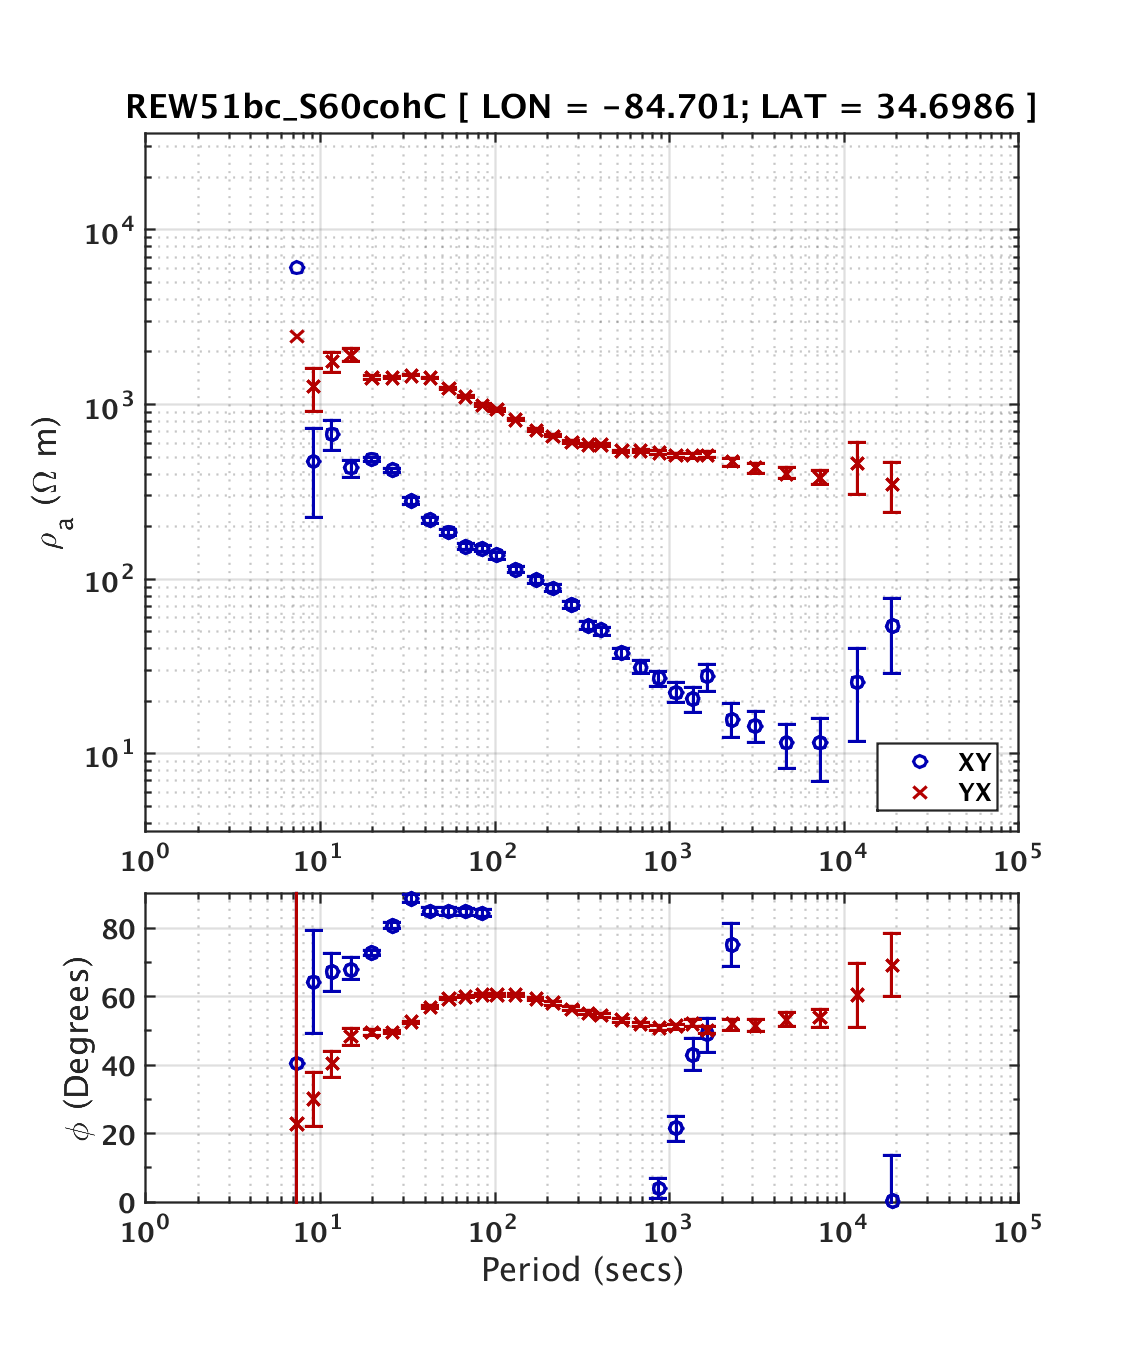 REW51bc_S60cohC [ LON = -84.701; LAT = 34.6986 ]
10^4
10^3
10^2
10^1
ρa (Ω m)
XY
YX
10^0 10^1 10^2 10^3 10^4 10^5
80
60
40
20
0
ϕ (Degrees)
10^0 10^1 10^2 10^3 10^4 10^5
Period (secs)